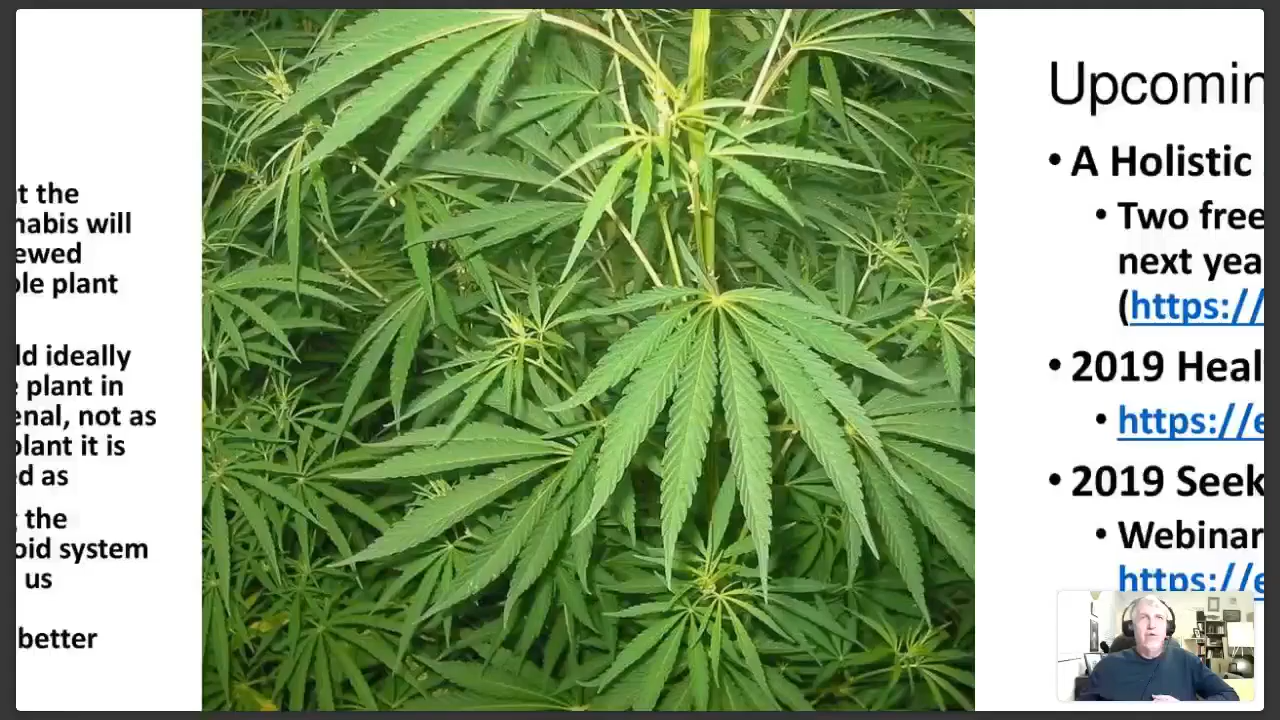 t the
nabis will
ewed
ole plant
ld ideally
e plant in
enal, not as
plant it is
ed as
the
oid system
us
better
Upcomin
• A Holistic
• Two free
next yea
(https://
• 2019 Heal
• https://e
• 2019 Seek
• Webinar
https://e